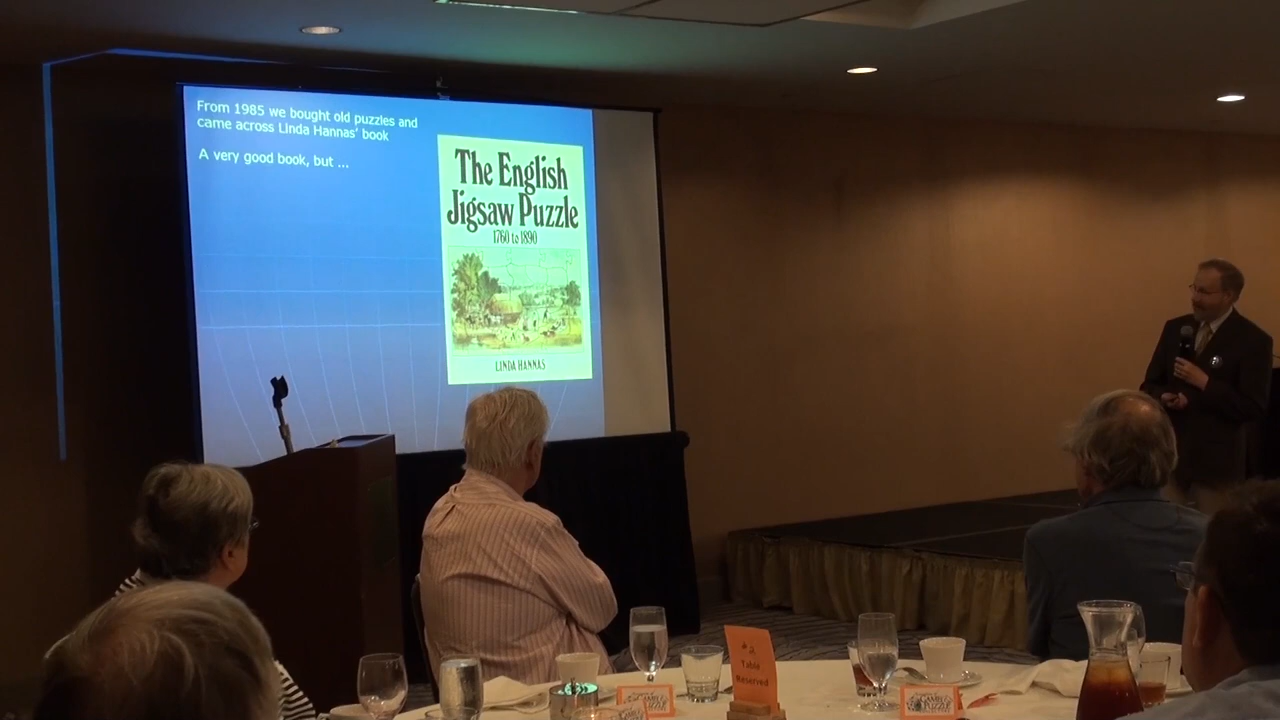 From 1985 we bought old puzzles and
came across Linda Hannas' book
A very good book, but ...
The English
Jigsaw Puzzle
1760 to 1890
LINDA HANNAS
Table
Reserved
PUZZLE